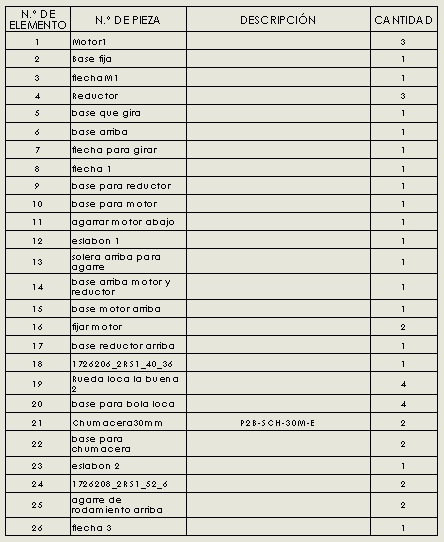 N.º DE ELEMENTO N.º DE PIEZA DESCRIPCIÓN CANTIDAD
1 Motor1 3
2 Base fija 1
3 flechaM1 1
4 Reductor 3
5 base que gira 1
6 base arriba 1
7 flecha para girar 1
8 flecha 1 1
9 base para reductor 1
10 base para motor 1
11 agarrar motor abajo 1
12 eslabon 1 1
13 solera arriba para agarre 1
14 base arriba motor y reductor 1
15 base motor arriba 1
16 fijar motor 2
17 base reductor arriba 1
18 1726206_2RS1_40_36 1
19 Rueda loca la buena 2 4
20 base para bola loca 4
21 Chumacera30mm P2B-SCH-30M-E 2
22 base para chumacera 2
23 eslabon 2 1
24 1726208_2RS1_52_6 2
25 agarre de rodamiento arriba 2
26 flecha 3 1